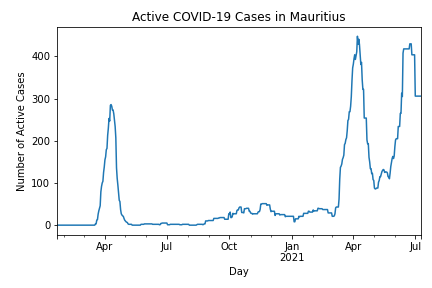 Active COVID-19 Cases in Mauritius
Number of Active Cases
400
300
200
100
0
Apr Jul Oct Jan Apr Jul
2021
Day